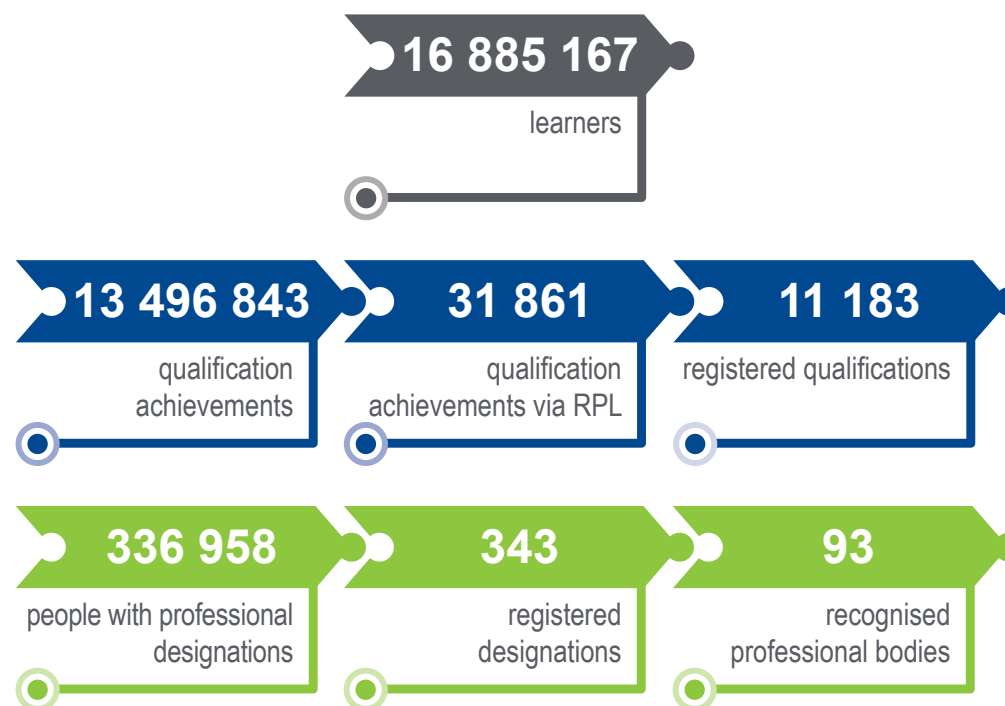 16 885 167
learners
13 496 843
qualification
achievements
31 861
qualification
achievements via RPL
11 183
registered qualifications
336 958
people with professional
designations
343
registered
designations
93
recognised
professional bodies